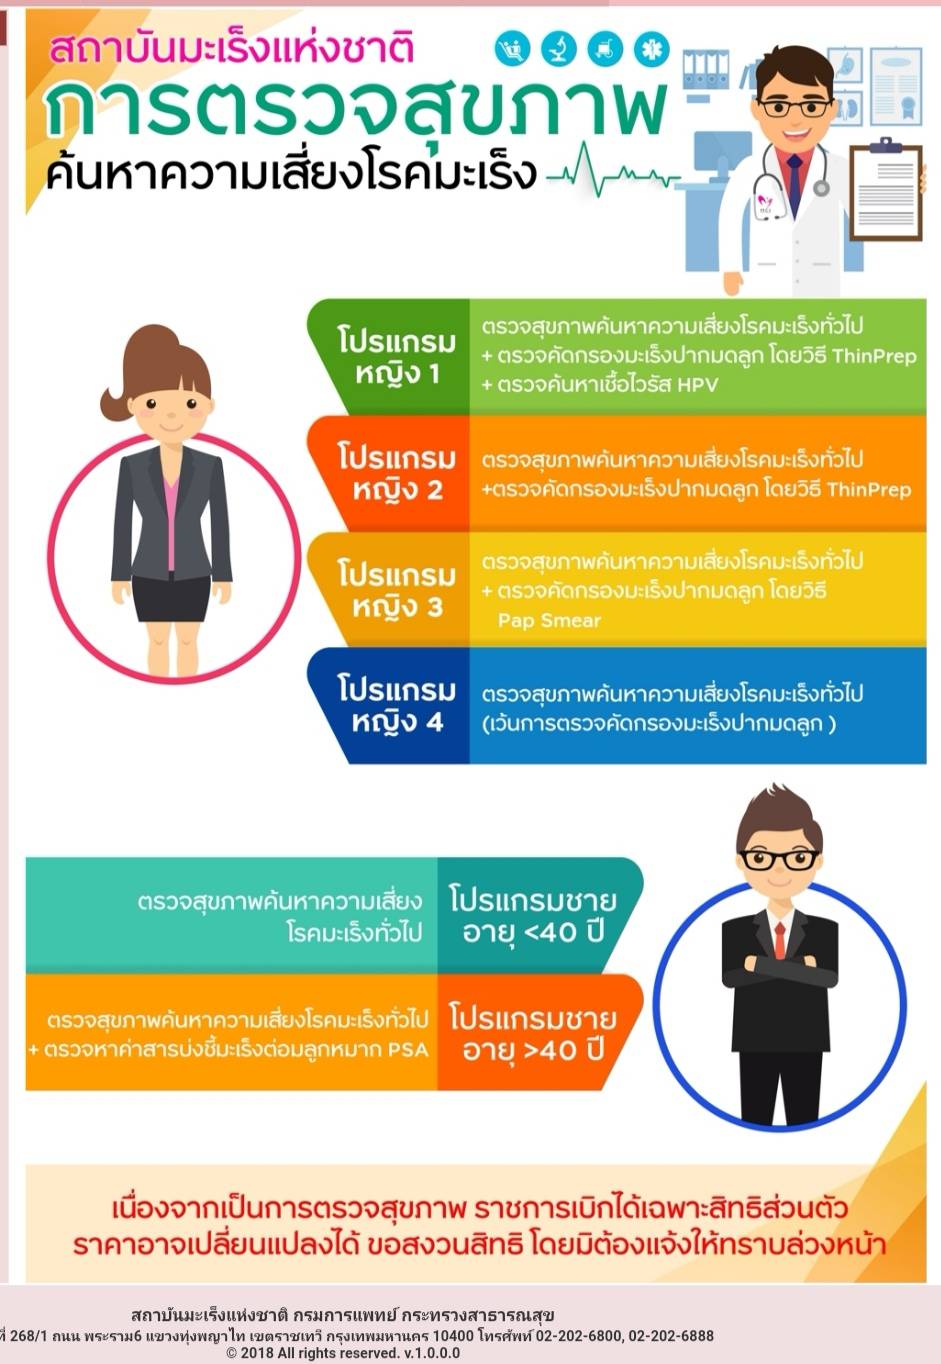 สถาบันมะเร็งแห่งชาติ
การตรวจสุขภาพ
ค้นหาความเสี่ยงโรคมะเร็ง
โปรแกรม
หญิง 1
ตรวจสุขภาพค้นหาความเสี่ยงโรคมะเร็งทั่วไป
+ ตรวจคัดกรองมะเร็งปากมดลูก โดยวิธี ThinPrep
+ ตรวจค้นหาเชื้อไวรัส HPV
โปรแกรม
หญิง 2
ตรวจสุขภาพค้นหาความเสี่ยงโรคมะเร็งทั่วไป
+ตรวจคัดกรองมะเร็งปากมดลูก โดยวิธี ThinPrep
โปรแกรม
หญิง 3
ตรวจสุขภาพค้นหาความเสี่ยงโรคมะเร็งทั่วไป
+ ตรวจคัดกรองมะเร็งปากมดลูก โดยวิธี
Pap Smear
โปรแกรม
หญิง 4
ตรวจสุขภาพค้นหาความเสี่ยงโรคมะเร็งทั่วไป
(เว้นการตรวจคัดกรองมะเร็งปากมดลูก )
ตรวจสุขภาพค้นหาความเสี่ยง
โรคมะเร็งทั่วไป
โปรแกรมชาย
อายุ <40 ปี
ตรวจสุขภาพค้นหาความเสี่ยงโรคมะเร็งทั่วไป
+ ตรวจหาค่าสารบ่งชี้มะเร็งต่อมลูกหมาก PSA
โปรแกรมชาย
อายุ >40 ปี
เนื่องจากเป็นการตรวจสุขภาพ ราชการเบิกได้เฉพาะสิทธิส่วนตัว
ราคาอาจเปลี่ยนแปลงได้ ขอสงวนสิทธิ โดยมิต้องแจ้งให้ทราบล่วงหน้า
สถาบันมะเร็งแห่งชาติ กรมการแพทย์ กระทรวงสาธารณสุข
268/1 ถนน พระราม6 แขวงทุ่งพญาไท เขตราชเทวี กรุงเทพมหานคร 10400 โทรศัพท์ 02-202-6800, 02-202-6888
© 2018 All rights reserved. v.1.0.0.0